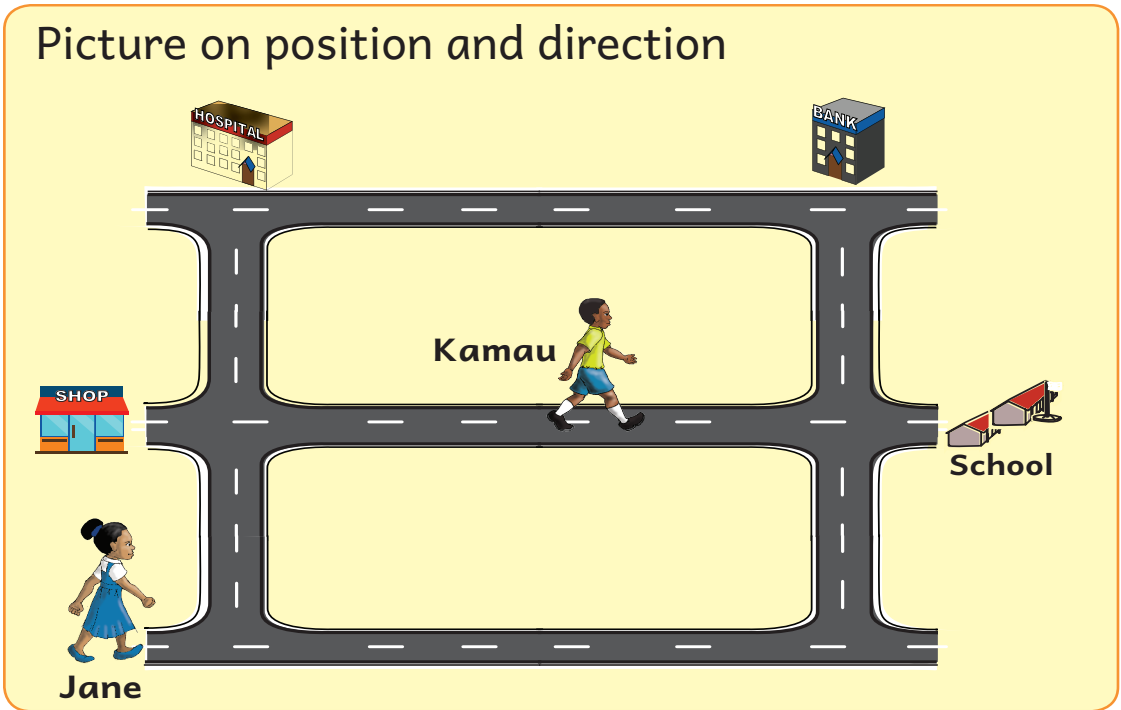 Picture on position and direction
HOSPITAL
BANK
Kamau
SHOP
School
Jane